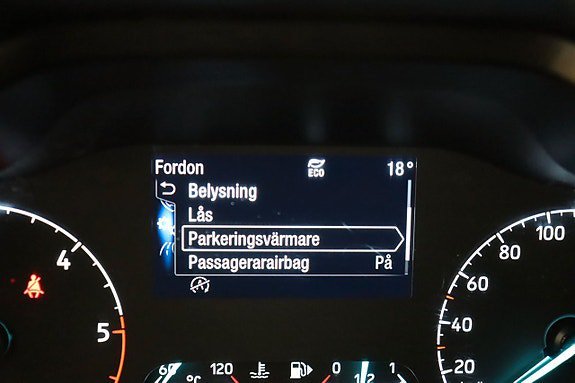 Fordon ECO 18°
Belysning
Lås
Parkeringsvärmare
Passagerarairbag På
4
5
100
80
60
40
20
60 °C 120
0 1/2 1